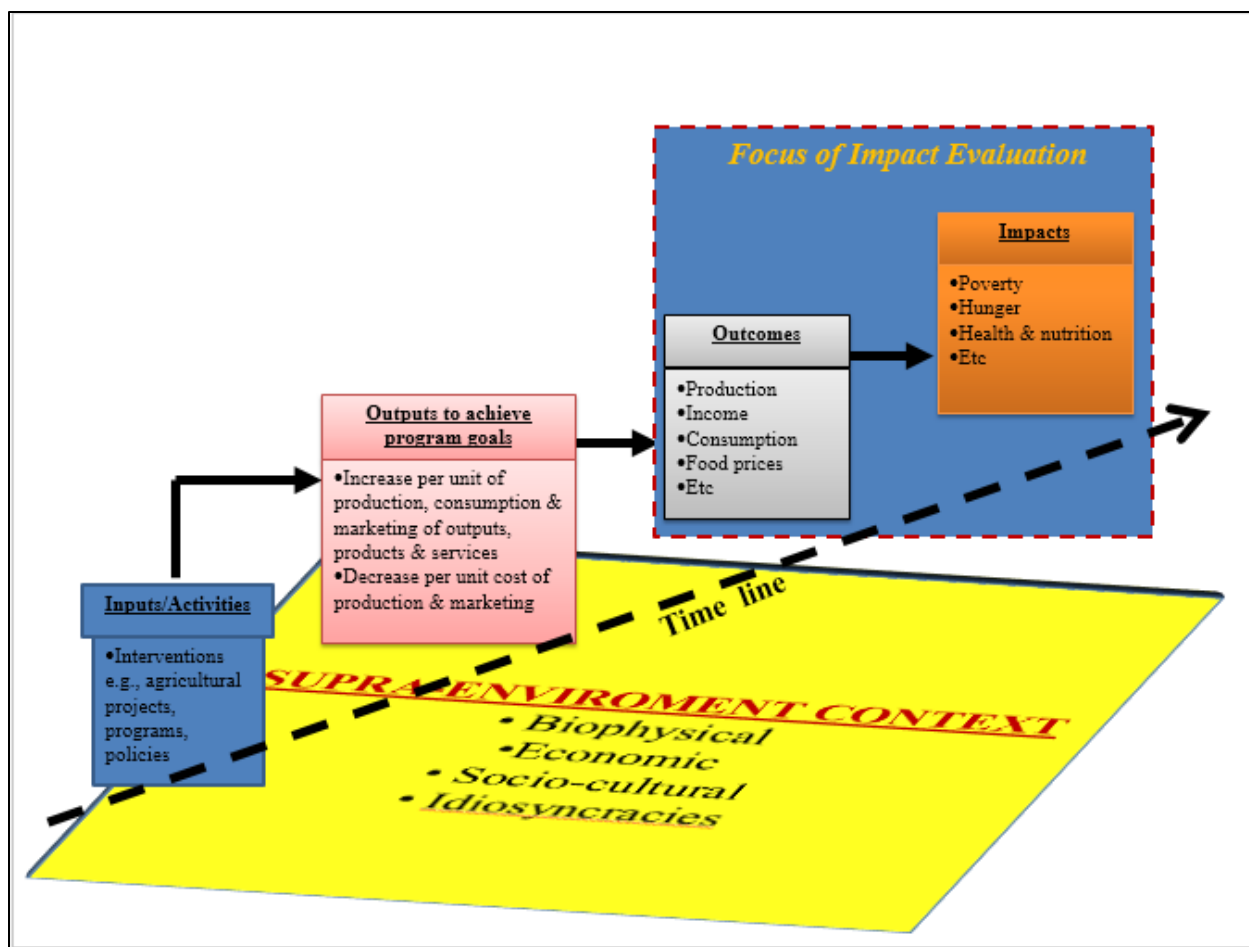 Focus of Impact Evaluation
Impacts
•Poverty
•Hunger
•Health & nutrition
•Etc
Outcomes
•Production
•Income
•Consumption
•Food prices
•Etc
Outputs to achieve
program goals
•Increase per unit of
production, consumption &
marketing of outputs,
products & services
•Decrease per unit cost of
production & marketing
Inputs/Activities
•Interventions
e.g., agricultural
projects,
programs,
policies
Time line
SUPRA-ENVIROMENT CONTEXT
• Biophysical
•Economic
• Socio-cultural
• Idiosyncracies